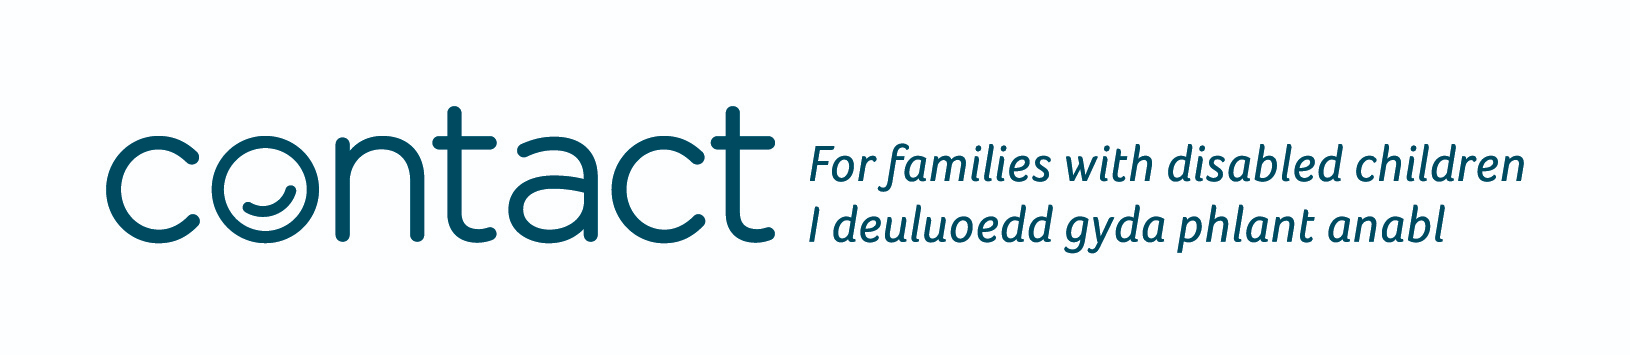 contact
For families with disabled children
I deuluoedd gyda phlant anabl